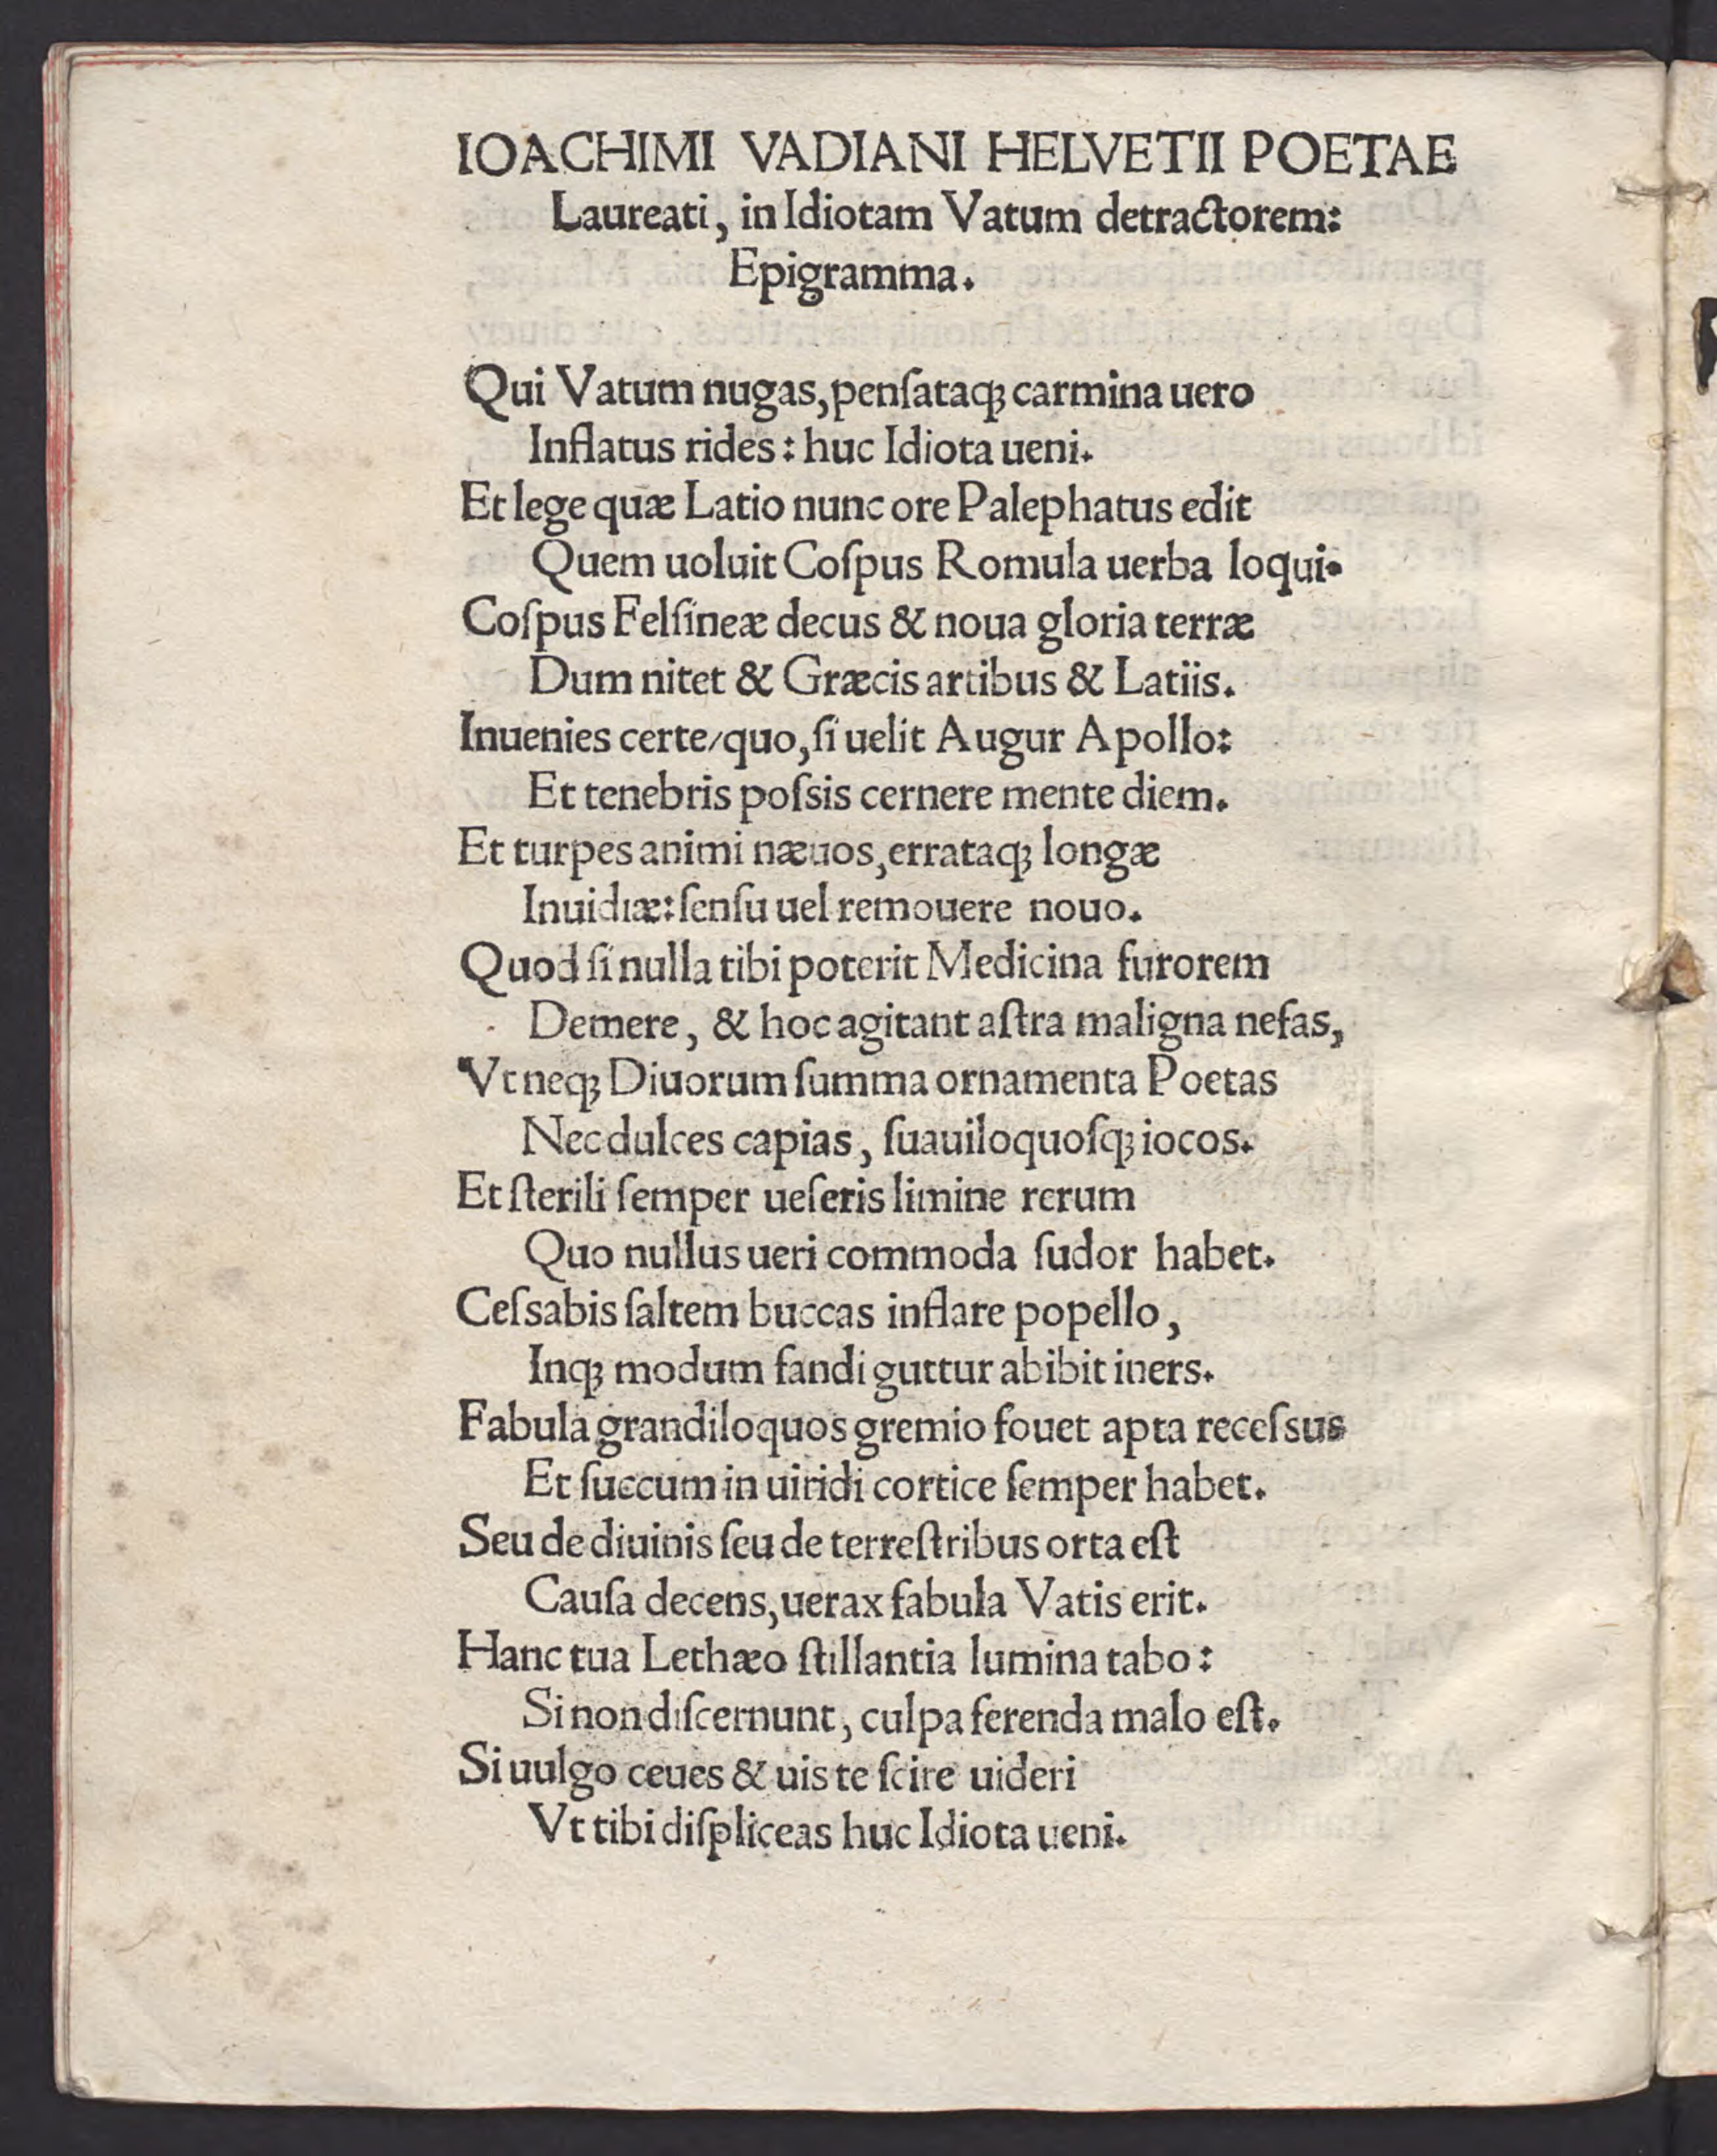 IOACHIMI VADIANI HELVETII POETAE
Laureati, in Idiotam Vatum detractorem:
Epigramma.
Qui Vatum nugas, penſataqꝫ carmina uero
Inflatus rides: huc Idiota ueni.
Et lege quæ Latio nunc ore Palephatus edit
Quem uoluit Coſpus Romula uerba loqui.
Coſpus Felſineæ decus & noua gloria terræ
Dum nitet & Græcis artibus & Latiis.
Inuenies certe/quo, ſi uelit Augur Apollo:
Et tenebris poſsis cernere mente diem.
Et turpes animi næuos, errataqꝫ longæ
Inuidiæ: ſenſu uel remouere nouo.
Quod ſi nulla tibi poterit Medicina furorem
Demere, & hoc agitant aſtra maligna nefas,
Vt neqꝫ Diuorum ſumma ornamenta Poetas
Nec dulces capias, ſuauiloquoſqꝫ iocos.
Et ſterili ſemper ueſeris limine rerum
Quo nullus ueri commoda ſudor habet.
Ceſsabis ſaltem buccas inflare popello,
Inqꝫ modum fandi guttur abibit iners.
Fabula grandiloquos gremio fouet apta receſsus
Et ſuccum in uiridi cortice ſemper habet.
Seu de diuinis ſeu de terreſtribus orta eſt
Cauſa decens, uerax fabula Vatis erit.
Hanc tua Lethæo ſtillantia lumina tabo:
Si non diſcernunt, culpa ferenda malo eſt.
Si uulgo ceues & uis te ſcire uideri
Vt tibi diſpliceas huc Idiota ueni.